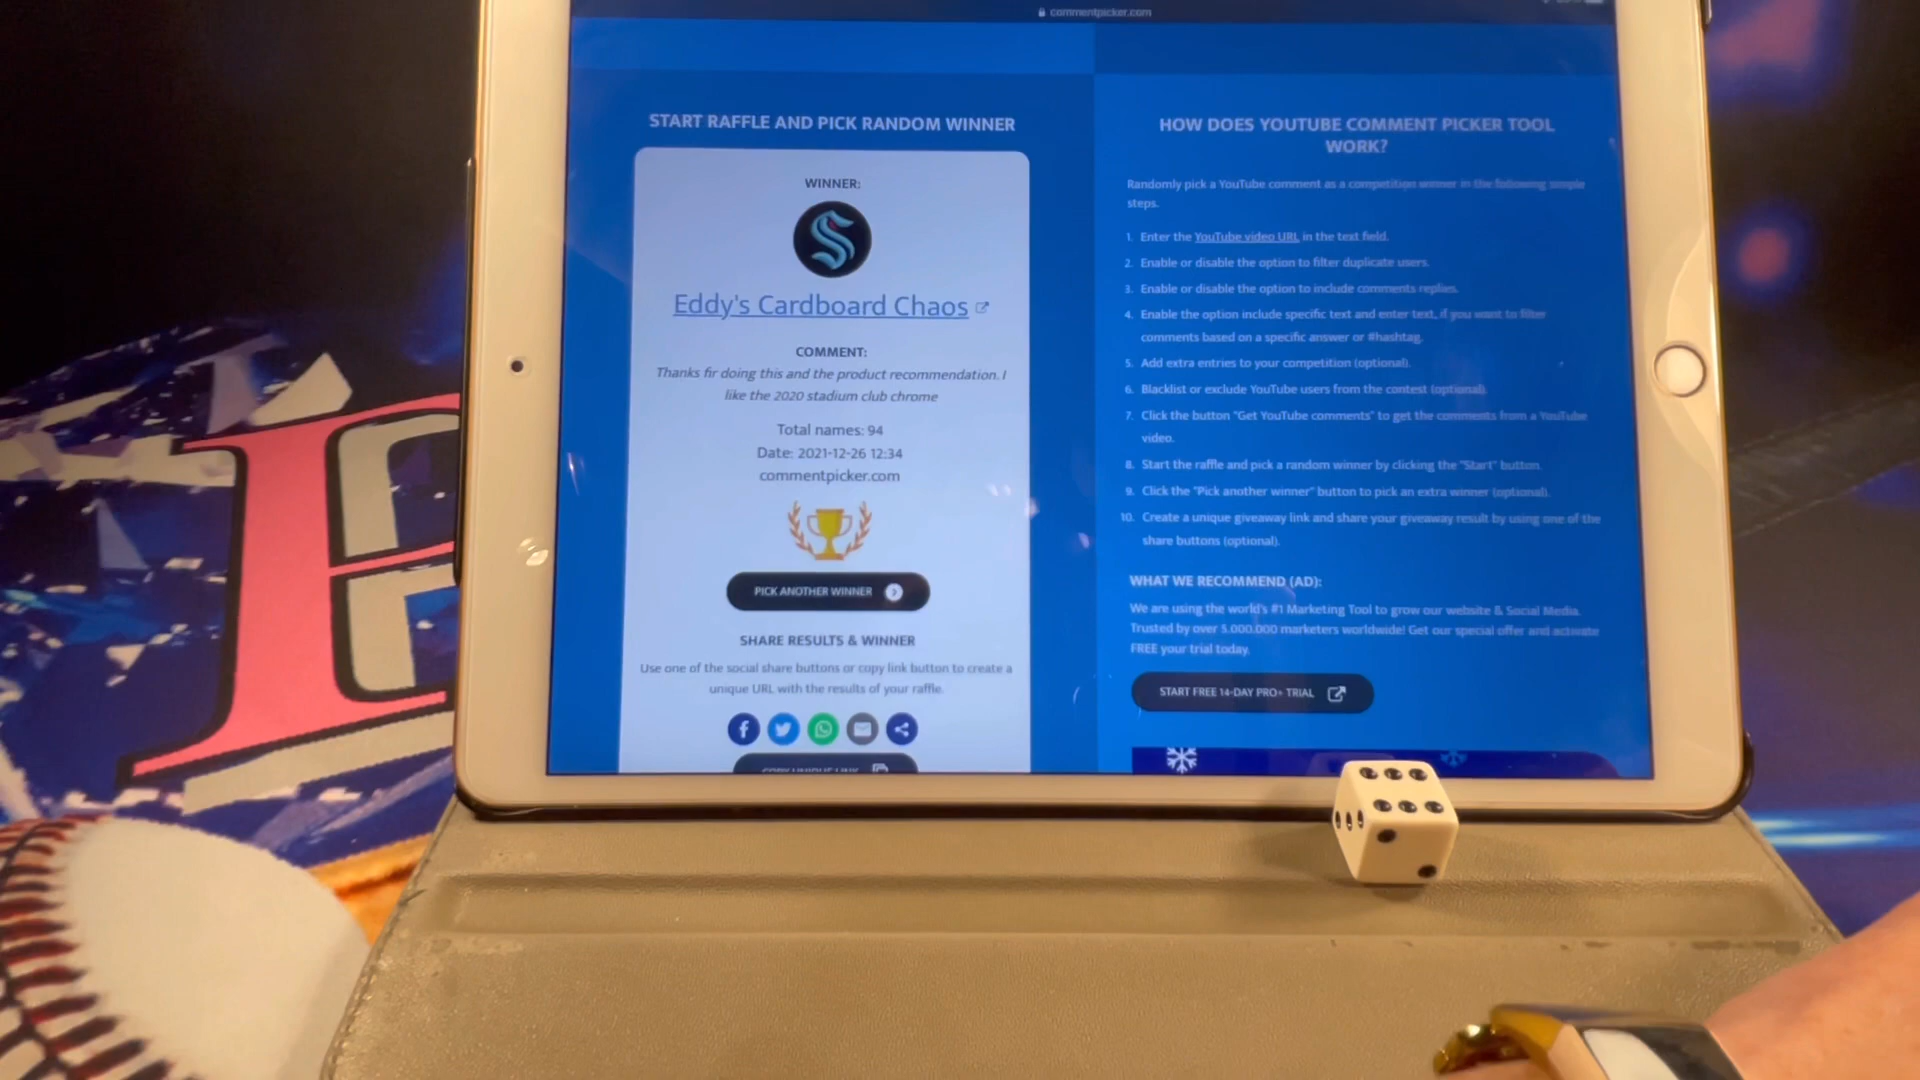 commentpicker.com
START RAFFLE AND PICK RANDOM WINNER
WINNER:
Eddy's Cardboard Chaos
COMMENT:
Thanks fir doing this and the product recommendation. I
like the 2020 stadium club chrome
Total names: 94
Date: 2021-12-26 12:34
commentpicker.com
PICK ANOTHER WINNER
SHARE RESULTS & WINNER
Use one of the social share buttons or copy link button to create a
unique URL with the results of your raffle.
COPY UNIQUE LINK
HOW DOES YOUTUBE COMMENT PICKER TOOL
WORK?
Randomly pick a YouTube comment as a competition winner in the following simple
steps.
1. Enter the YouTube video URL in the text field.
2. Enable or disable the option to filter duplicate users.
3. Enable or disable the option to include comments replies.
4. Enable the option include specific text and enter text, if you want to filter
comments based on a specific answer or #hashtag.
5. Add extra entries to your competition (optional).
6. Blacklist or exclude YouTube users from the contest (optional).
7. Click the button "Get YouTube comments" to get the comments from a YouTube
video.
8. Start the raffle and pick a random winner by clicking the "Start" button.
9. Click the "Pick another winner" button to pick an extra winner (optional).
10. Create a unique giveaway link and share your giveaway result by using one of the
share buttons (optional).
WHAT WE RECOMMEND (AD):
We are using the world's #1 Marketing Tool to grow our website & Social Media.
Trusted by over 5.000.000 marketers worldwide! Get our special offer and activate
FREE your trial today.
START FREE 14-DAY PRO+ TRIAL